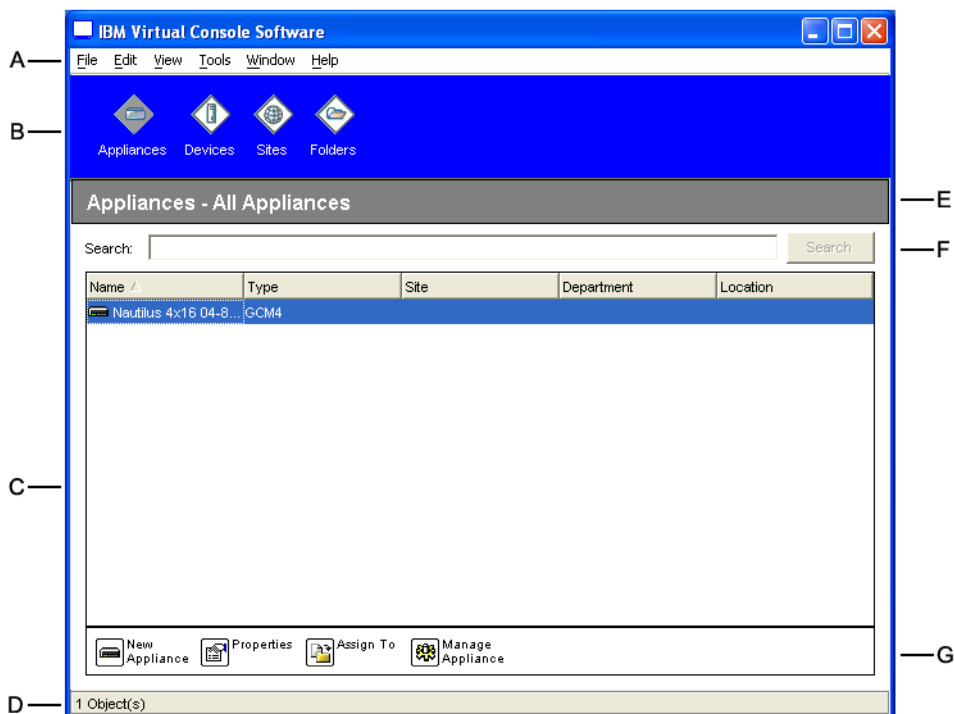 IBM Virtual Console Software
A
File Edit View Tools Window Help
B
Appliances Devices Sites Folders
Appliances - All Appliances
E
Search: Search
F
Name Type Site Department Location
Nautilus 4x16 04-8... GCM4
C
New Appliance Properties Assign To Manage Appliance
G
D
1 Object(s)